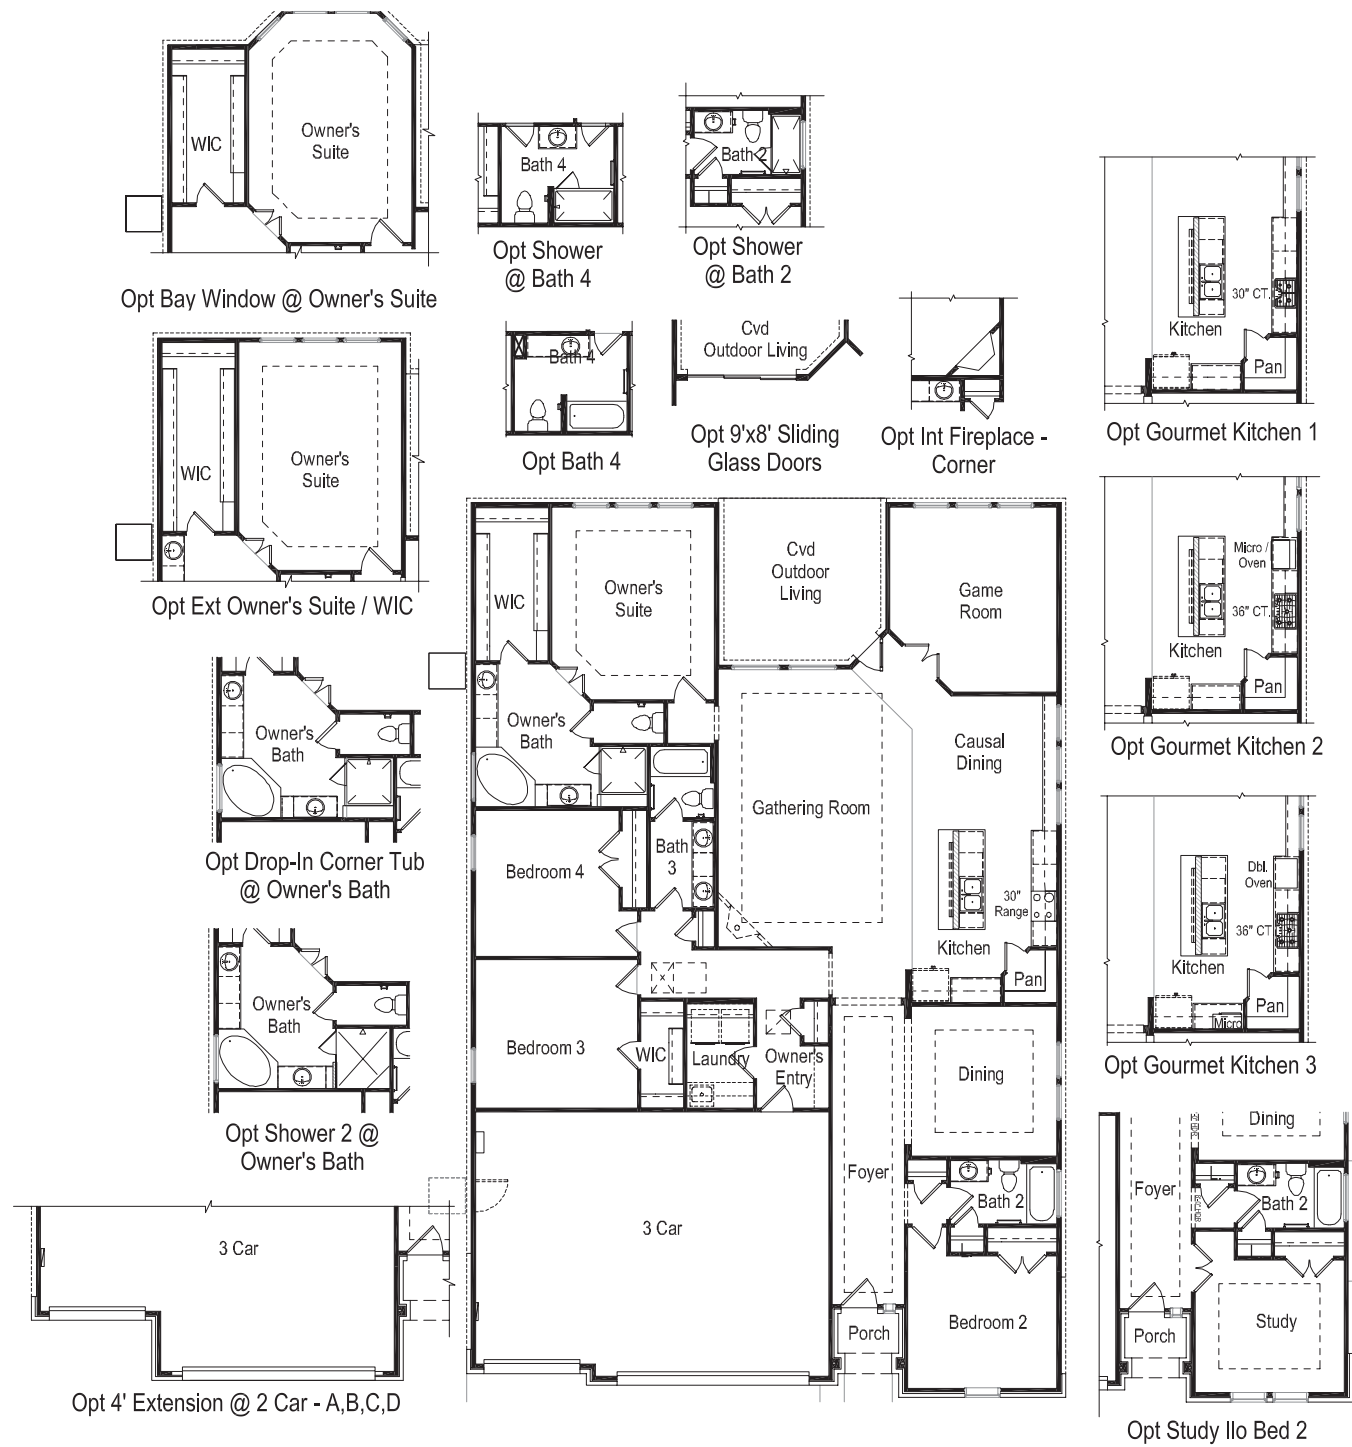 WIC
Owner's
Suite
Opt Bay Window @ Owner's Suite
Bath 4
Opt Shower
@ Bath 4
Bath 2
Opt Shower
@ Bath 2
30" CT.
Kitchen
Pan
Opt Gourmet Kitchen 1
WIC
Owner's
Suite
Opt Ext Owner's Suite / WIC
Bath 4
Opt Bath 4
Cvd
Outdoor Living
Opt 9'x8' Sliding
Glass Doors
Opt Int Fireplace -
Corner
Micro /
Oven
36" CT.
Kitchen
Pan
Opt Gourmet Kitchen 2
Owner's
Bath
Opt Drop-In Corner Tub
@ Owner's Bath
Owner's
Bath
Opt Shower 2 @
Owner's Bath
Dbl.
Oven
36" CT
Kitchen
Pan
Micro
Opt Gourmet Kitchen 3
WIC
Owner's
Suite
Cvd
Outdoor
Living
Game
Room
Owner's
Bath
Causal
Dining
Gathering Room
Bedroom 4
Bath
3
30"
Range
Kitchen
Pan
Bedroom 3
WIC
Laundry
Owner's
Entry
Dining
Foyer
Bath 2
3 Car
Porch
Bedroom 2
3 Car
Opt 4' Extension @ 2 Car - A,B,C,D
Dining
Foyer
Bath 2
Study
Porch
Opt Study Ilo Bed 2